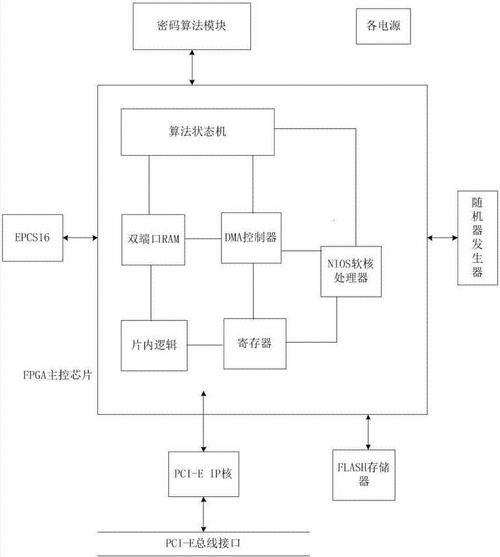 密码算法模块
各电源
算法状态机
EPCS16
双端口RAM
DMA控制器
NIOS软核
处理器
随
机
器
发
生
器
片内逻辑
寄存器
FPGA主控芯片
PCI-E IP核
FLASH存储
器
PCI-E总线接口